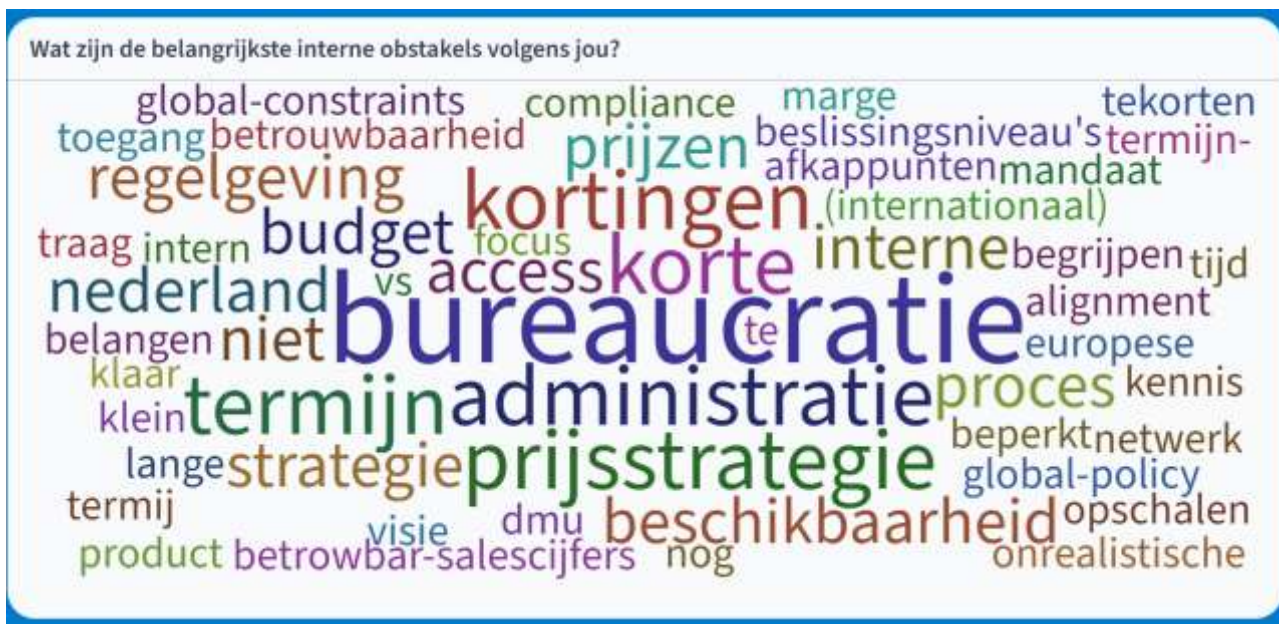 Wat zijn de belangrijkste interne obstakels volgens jou?
global-constraints compliance marge tekorten
toegang betrouwbaarheid prijzen beslissingsniveau's termijn-
regelgeving kortingen afkappunten mandaat
(internationaal)
traag intern budget focus korte interne begrijpen tijd
nederland vs access bureaucratie alignment
belangen niet te europese
klaar termijn administratie proces kennis
klein beperkt netwerk
lange strategie prijsstrategie global-policy
termij visie dmu beschikbaarheid opschalen
product betrowbar-salescijfers nog onrealistische